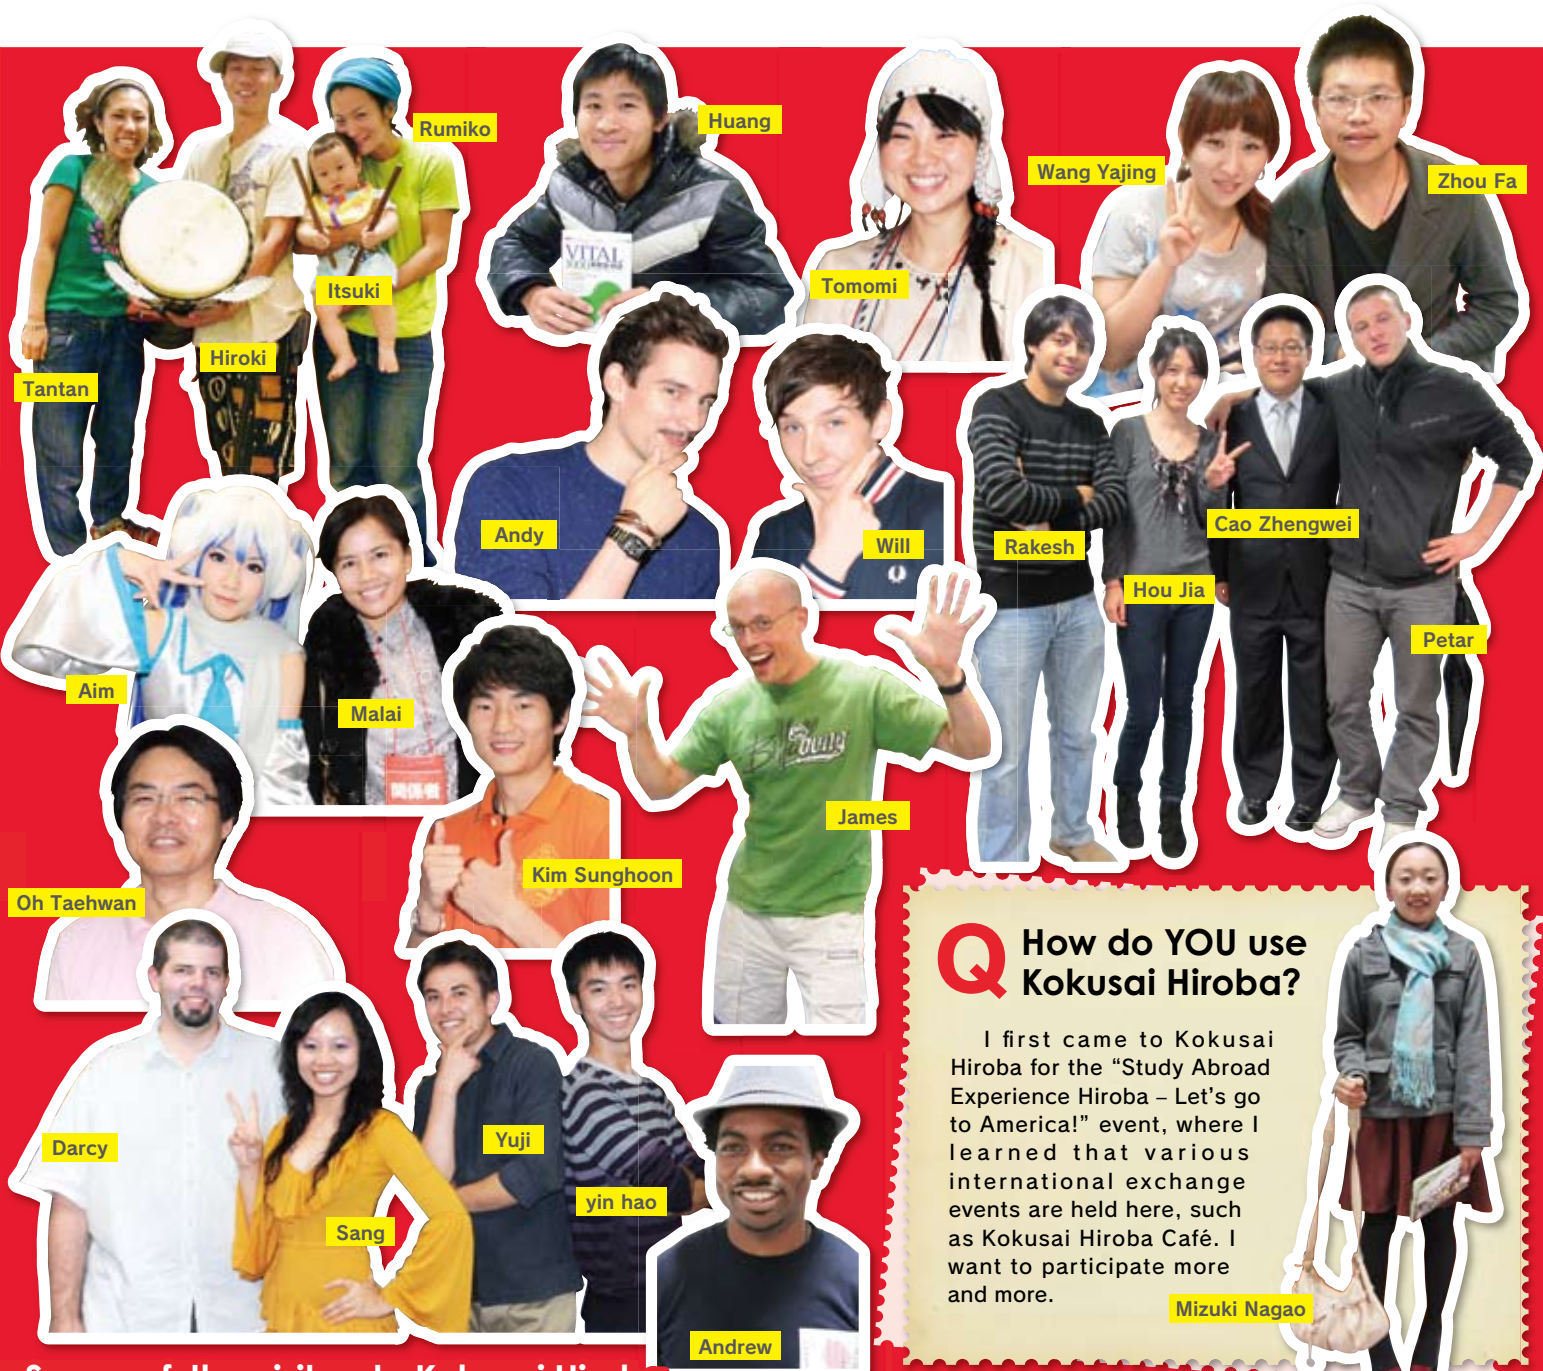 Rumiko
Huang
Wang Yajing
Zhou Fa
VITAL
Itsuki
Tomomi
Hiroki
Tantan
Andy
Will
Rakesh
Cao Zhengwei
Hou Jia
Petar
Aim
Malai
関係者
James
Kim Sunghoon
Oh Taehwan
Q How do YOU use
Kokusai Hiroba?
I first came to Kokusai
Hiroba for the “Study Abroad
Experience Hiroba – Let’s go
to America!” event, where I
learned that various
international exchange
events are held here, such
as Kokusai Hiroba Café. I
want to participate more
and more.
Mizuki Nagao
Darcy
Yuji
yin hao
Sang
Andrew